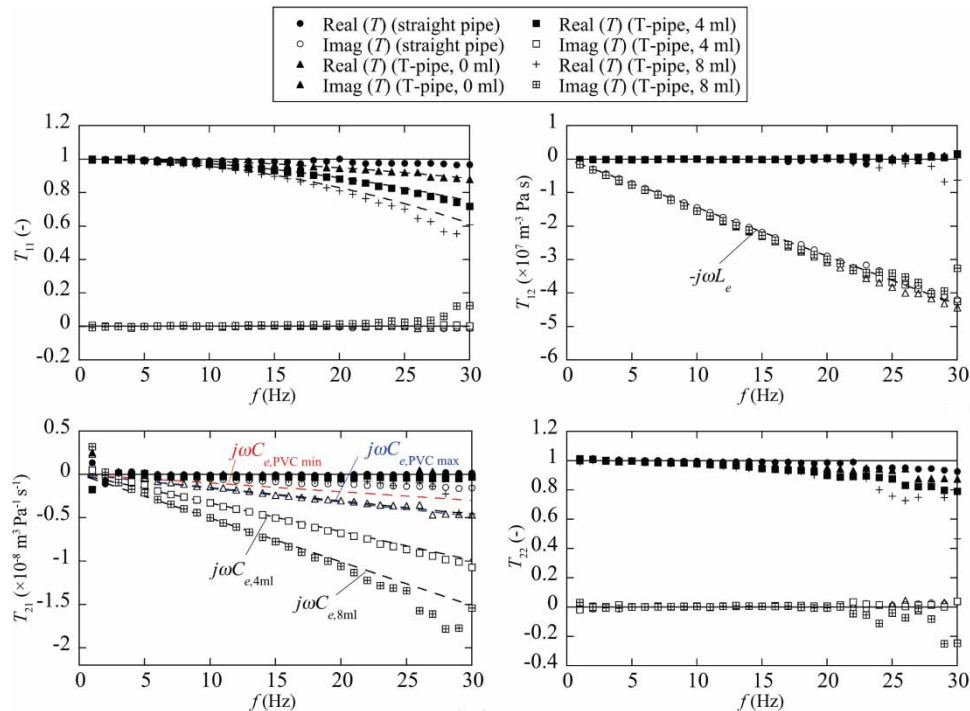 Real (T) (straight pipe)
Imag (T) (straight pipe)
Real (T) (T-pipe, 0 ml)
Imag (T) (T-pipe, 0 ml)
Real (T) (T-pipe, 4 ml)
Imag (T) (T-pipe, 4 ml)
Real (T) (T-pipe, 8 ml)
Imag (T) (T-pipe, 8 ml)
T11 (-)
1.2
1
0.8
0.6
0.4
0.2
0
-0.2
0 5 10 15 20 25 30
f (Hz)
T12 (×10⁷ m⁻³ Pa s)
1
0
-1
-2
-3
-4
-5
-6
-jωLe
0 5 10 15 20 25 30
f (Hz)
T21 (×10⁻⁸ m³ Pa⁻¹ s⁻¹)
1
0.5
0
-0.5
-1
-1.5
-2
jωCe,PVC min
jωCe,PVC max
jωCe,4ml
jωCe,8ml
0 5 10 15 20 25 30
f (Hz)
T22 (-)
1.2
1
0.8
0.6
0.4
0.2
0
-0.2
-0.4
0 5 10 15 20 25 30
f (Hz)